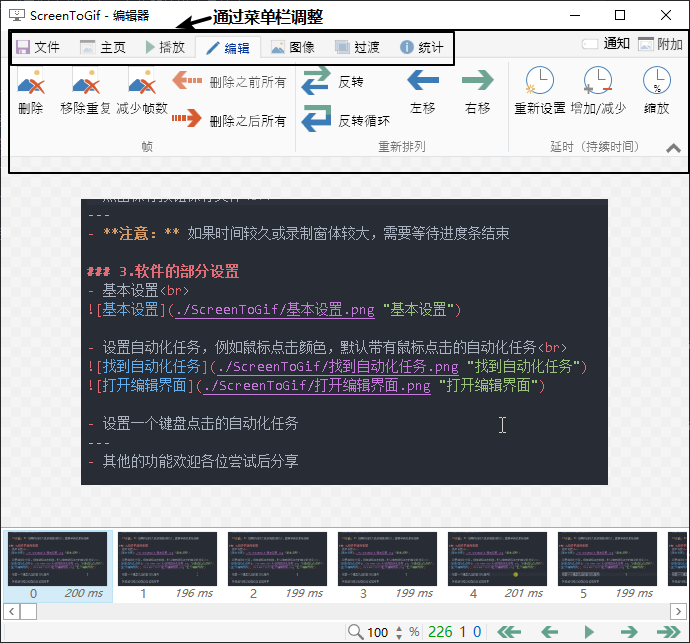 ScreenToGif - 编辑器
通过菜单栏调整
文件 主页 播放 编辑 图像 过渡 统计 通知 附加
删除 移除重复 减少帧数 删除之前所有 删除之后所有
帧
反转 反转循环 左移 右移
重新排列
重新设置 增加/减少 缩放
延时（持续时间）
---
- **注意：** 如果时间较久或录制窗体较大，需要等待进度条结束
### 3.软件的部分设置
- 基本设置<br>
![基本设置](./ScreenToGif/基本设置.png "基本设置")
- 设置自动化任务，例如鼠标点击颜色，默认带有鼠标点击的自动化任务<br>
![找到自动化任务](./ScreenToGif/找到自动化任务.png "找到自动化任务")
![打开编辑界面](./ScreenToGif/打开编辑界面.png "打开编辑界面")
- 设置一个键盘点击的自动化任务
---
- 其他的功能欢迎各位尝试后分享
0 200 ms 1 196 ms 2 199 ms 3 199 ms 4 201 ms 5 199 ms
100 % 226 1 0